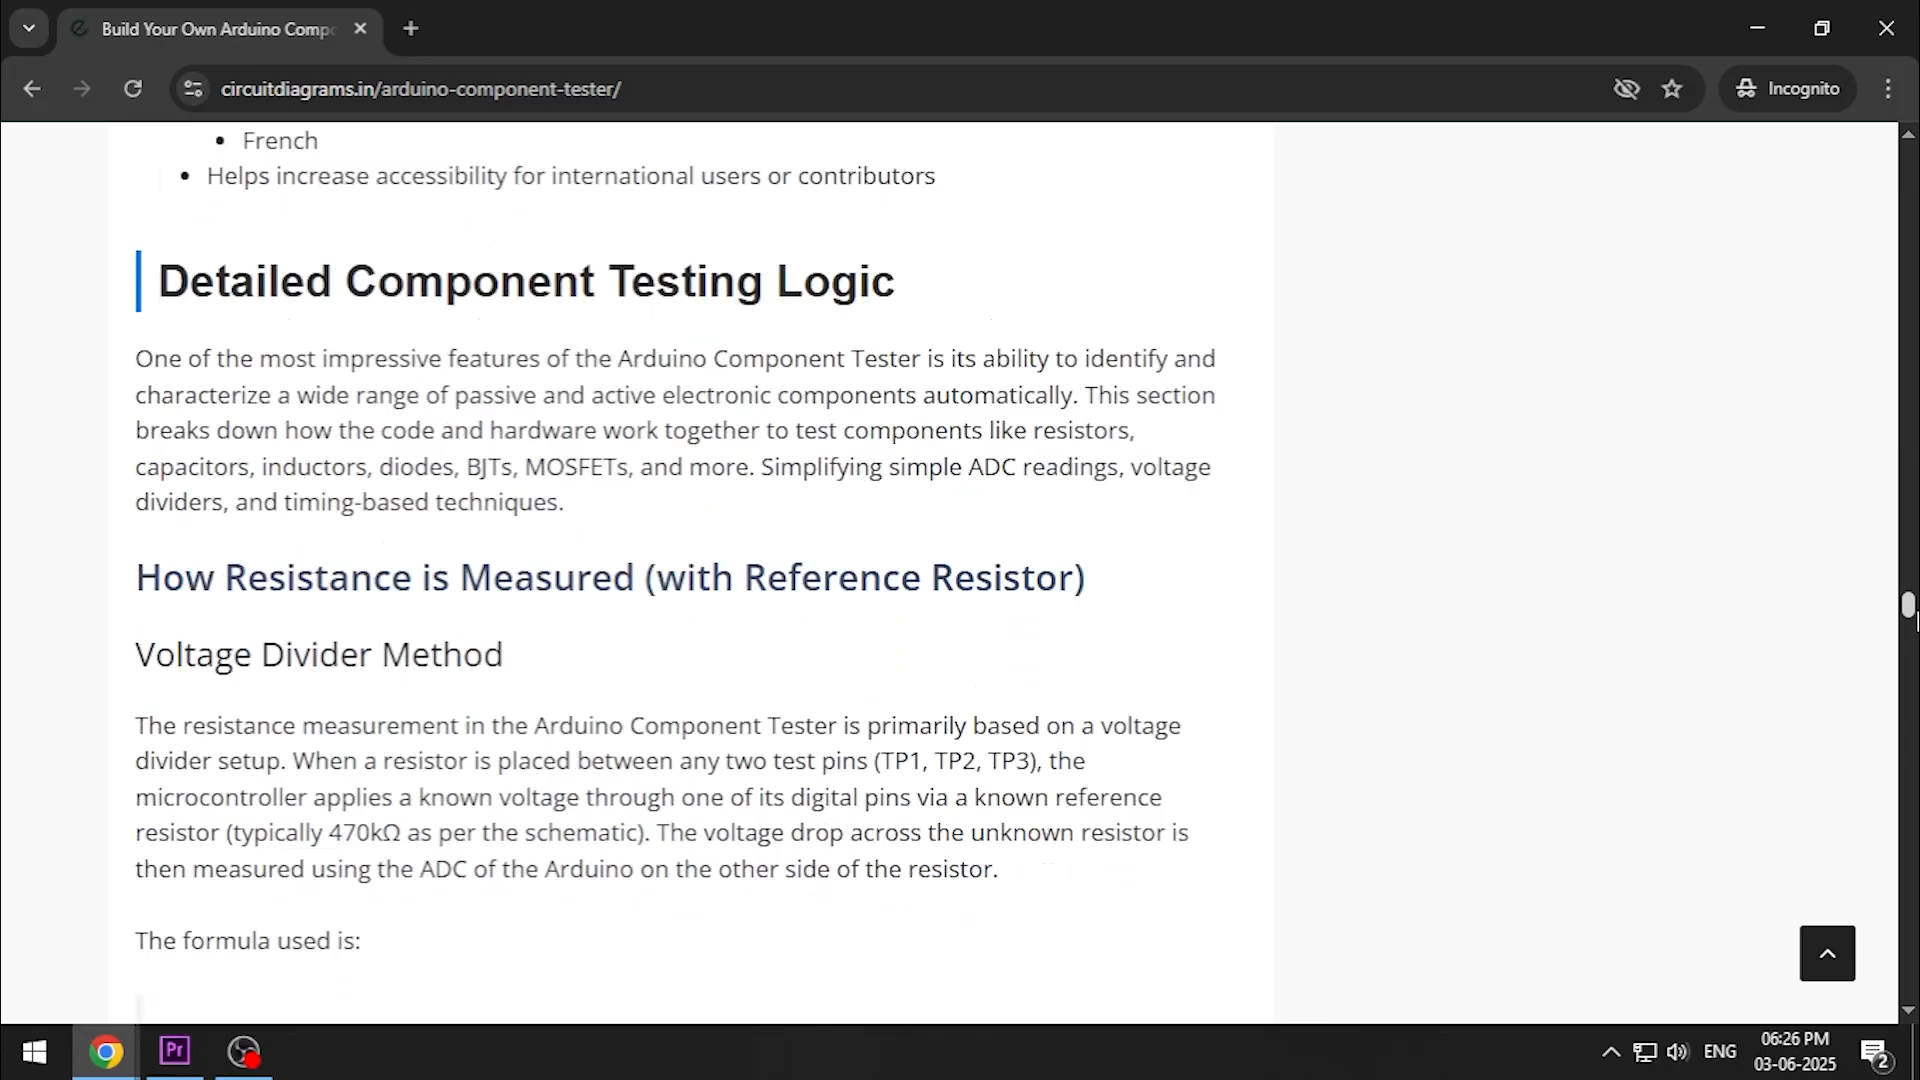 Build Your Own Arduino Comp
circuitdiagrams.in/arduino-component-tester/
Incognito
French
Helps increase accessibility for international users or contributors
Detailed Component Testing Logic
One of the most impressive features of the Arduino Component Tester is its ability to identify and
characterize a wide range of passive and active electronic components automatically. This section
breaks down how the code and hardware work together to test components like resistors,
capacitors, inductors, diodes, BJTs, MOSFETs, and more. Simplifying simple ADC readings, voltage
dividers, and timing-based techniques.
How Resistance is Measured (with Reference Resistor)
Voltage Divider Method
The resistance measurement in the Arduino Component Tester is primarily based on a voltage
divider setup. When a resistor is placed between any two test pins (TP1, TP2, TP3), the
microcontroller applies a known voltage through one of its digital pins via a known reference
resistor (typically 470kΩ as per the schematic). The voltage drop across the unknown resistor is
then measured using the ADC of the Arduino on the other side of the resistor.
The formula used is:
Pr
ENG
06:26 PM
03-06-2025
2